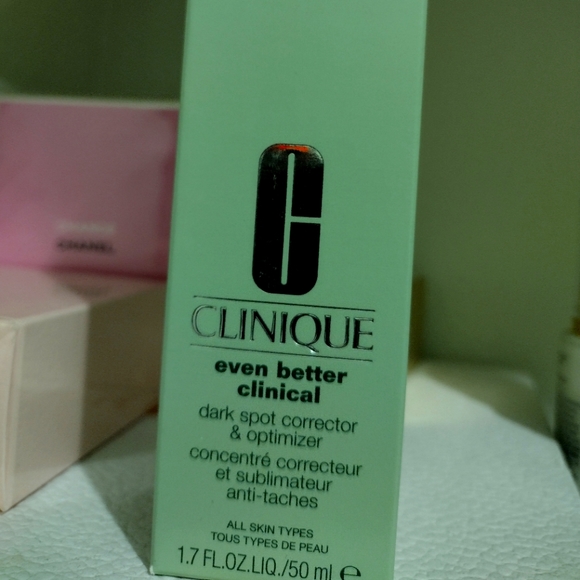 CHANEL
CLINIQUE
even better
clinical
dark spot corrector
& optimizer
concentré correcteur
et sublimateur
anti-taches
ALL SKIN TYPES
TOUS TYPES DE PEAU
1.7 FL.OZ.LIQ./50 ml e